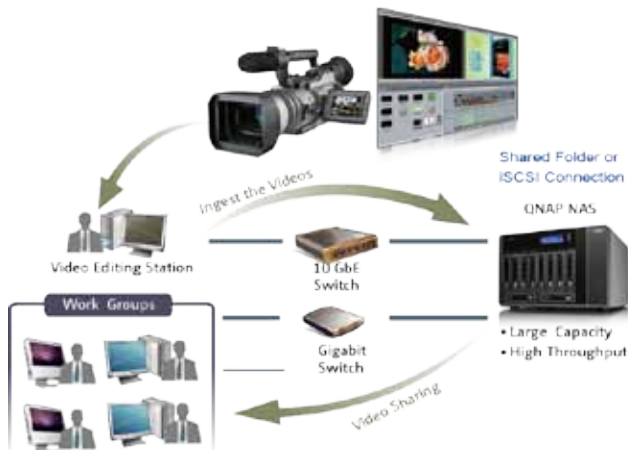 Shared Folder or
iSCSI Connection
Ingest the Videos
QNAP NAS
Video Editing Station
10 GbE
Switch
Work Groups
• Large Capacity
• High Throughput
Gigabit
Switch
Video Sharing